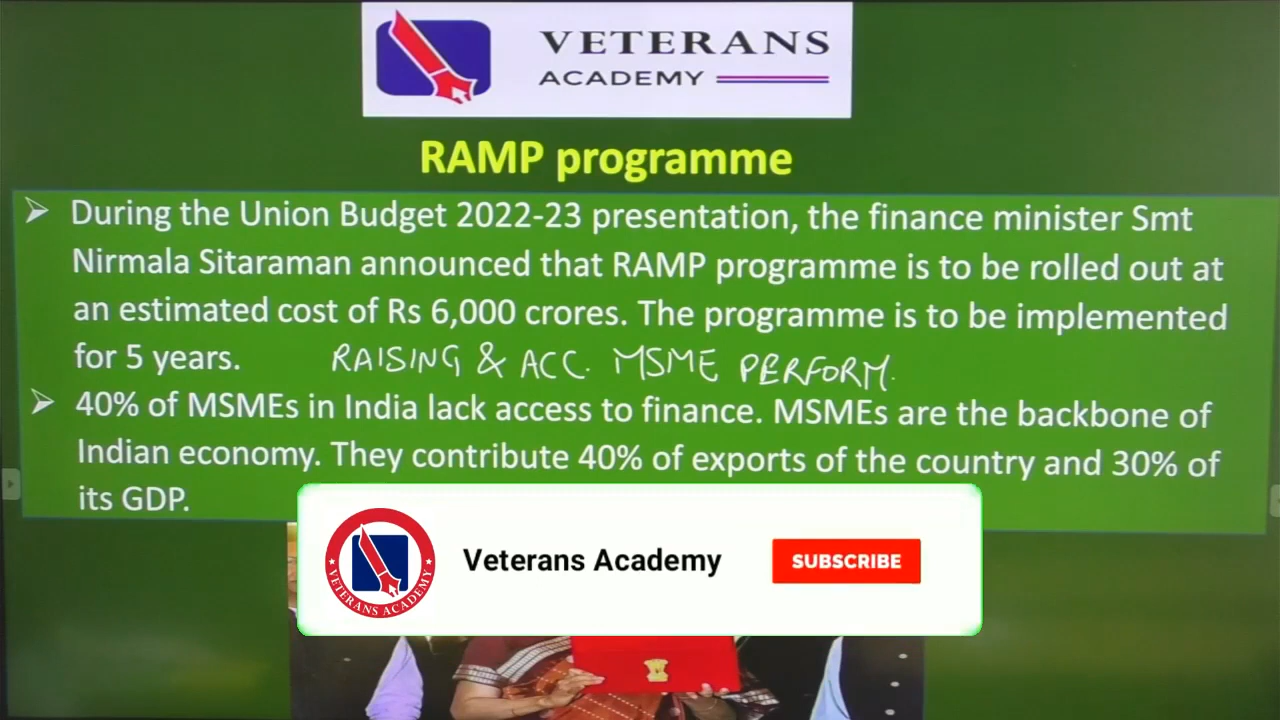 VETERANS
ACADEMY
RAMP programme
➢ During the Union Budget 2022-23 presentation, the finance minister Smt
Nirmala Sitaraman announced that RAMP programme is to be rolled out at
an estimated cost of Rs 6,000 crores. The programme is to be implemented
for 5 years. RAISING & ACC. MSME PERFORM.
➢ 40% of MSMEs in India lack access to finance. MSMEs are the backbone of
Indian economy. They contribute 40% of exports of the country and 30% of
its GDP.
VETERANS ACADEMY
Veterans Academy SUBSCRIBE